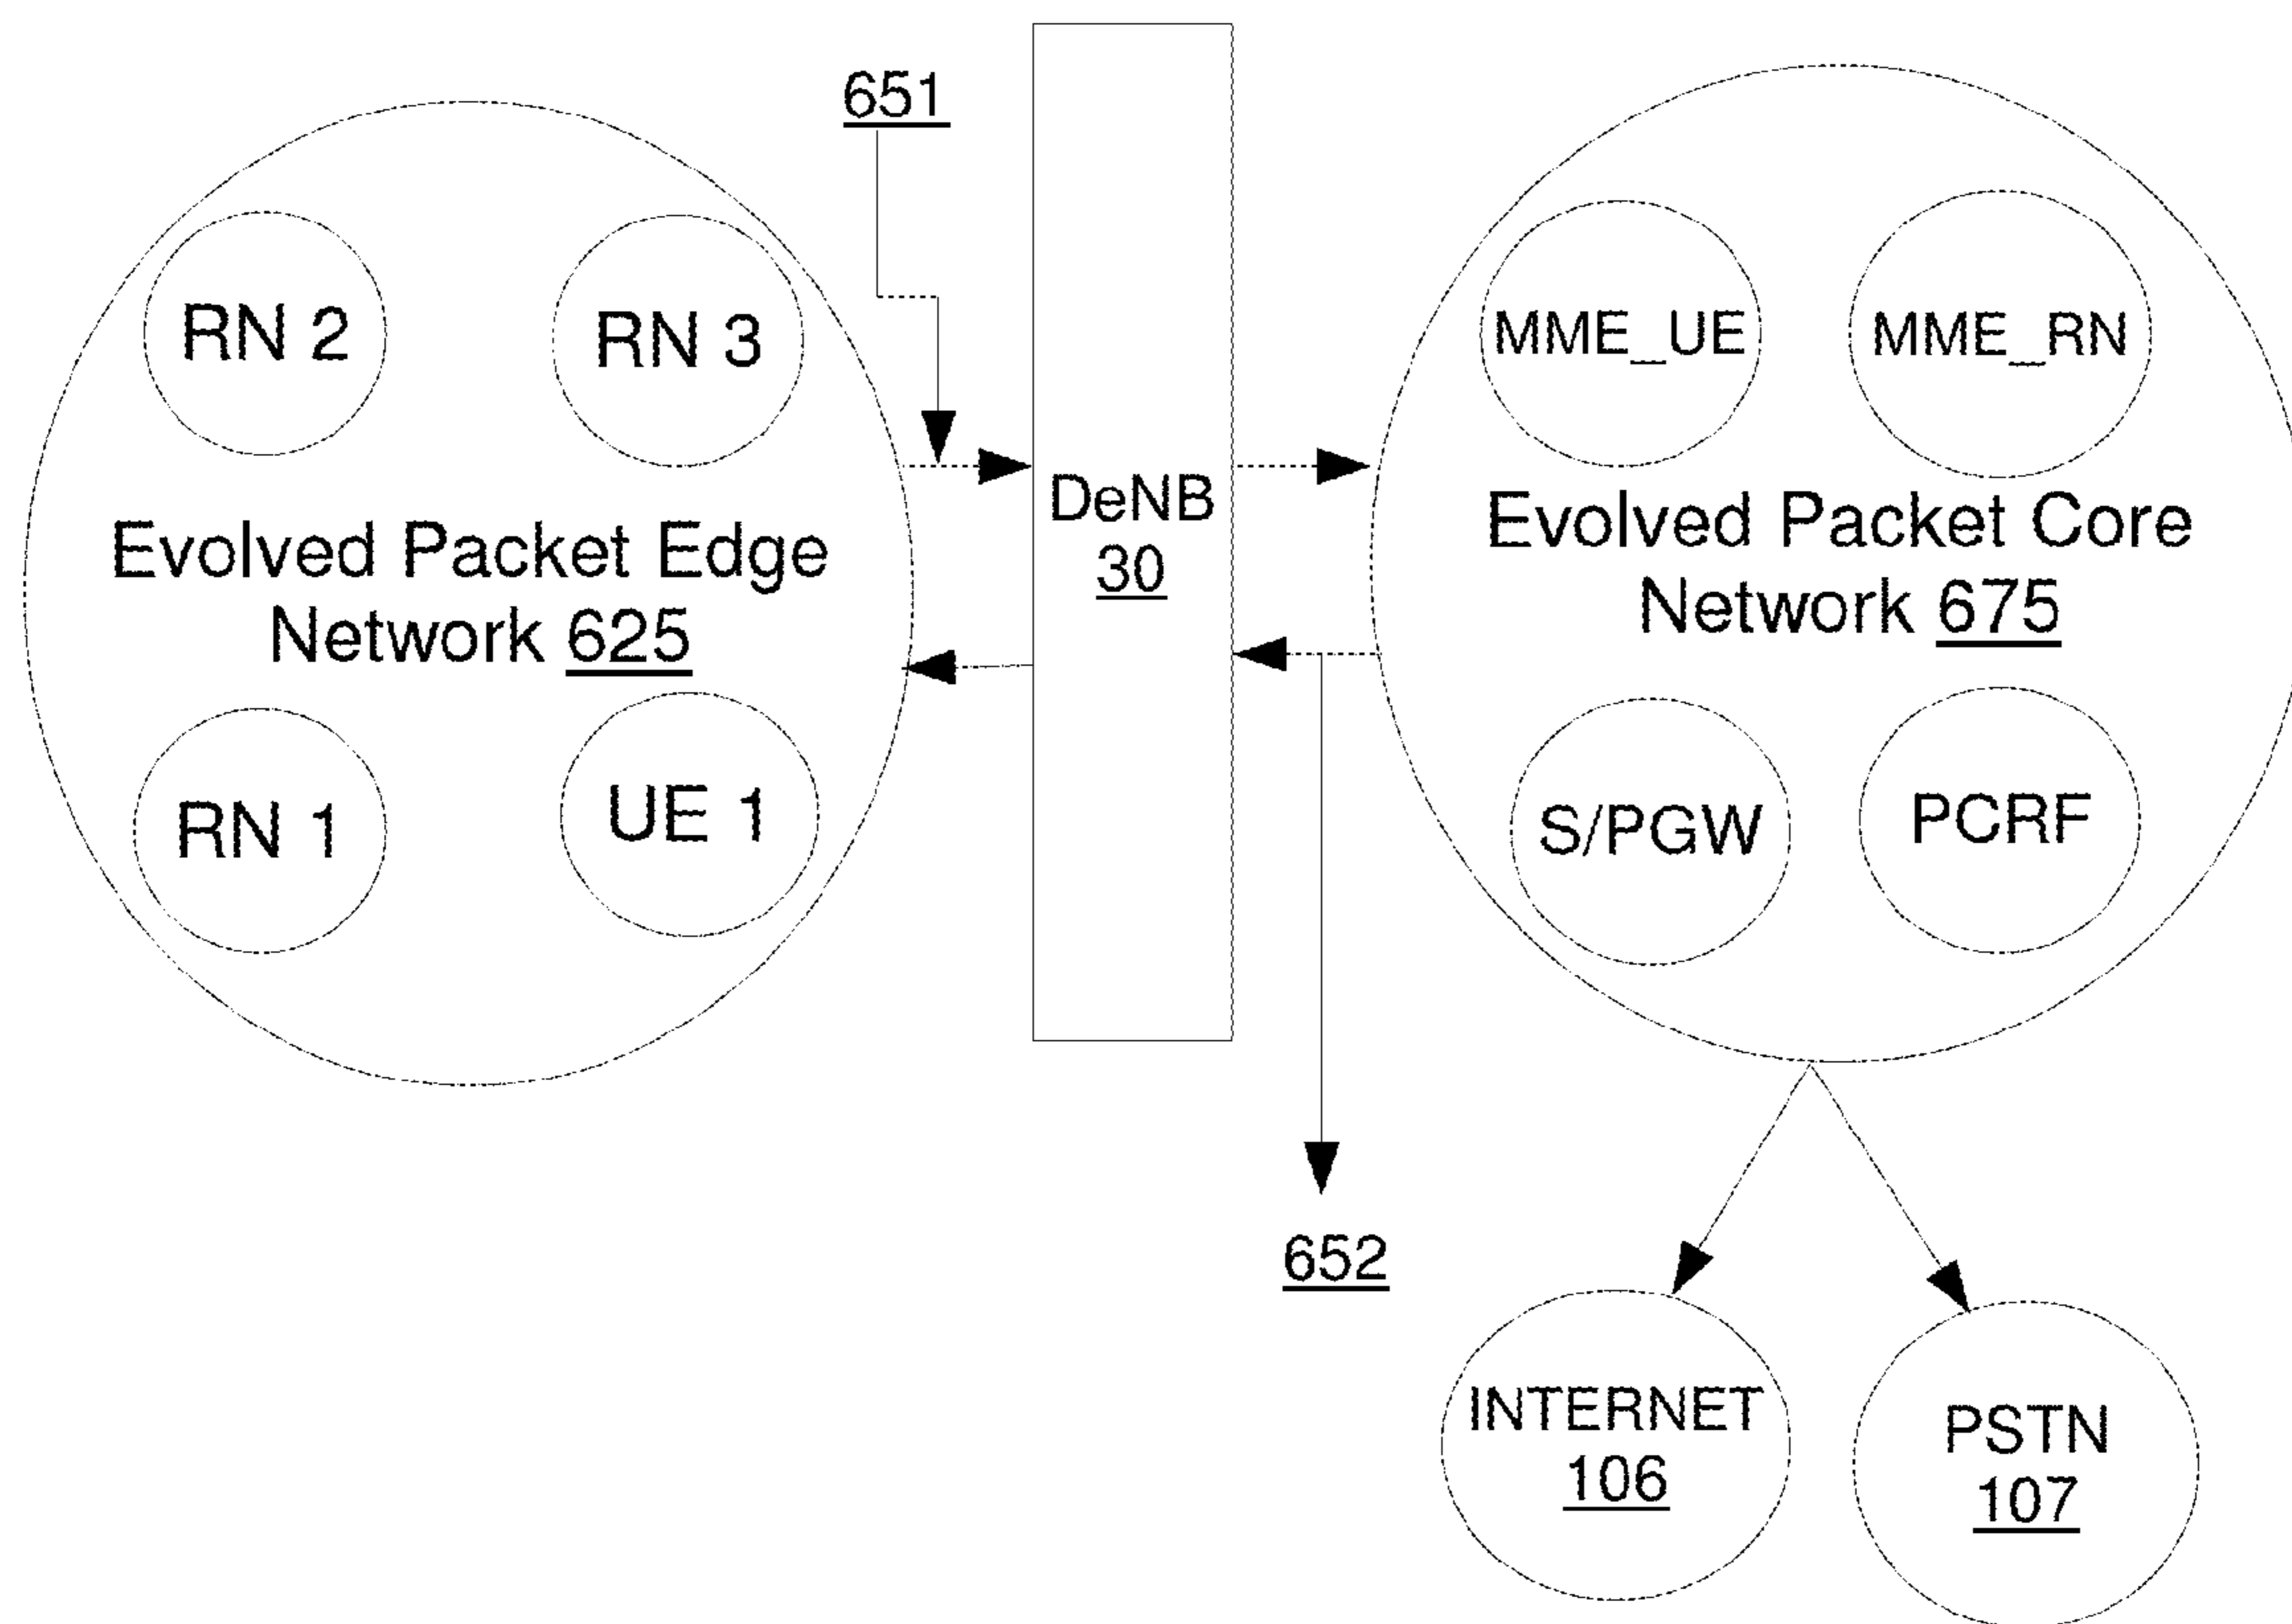 651
RN 2
RN 3
Evolved Packet Edge
Network 625
RN 1
UE 1
DeNB
30
MME_UE
MME_RN
Evolved Packet Core
Network 675
S/PGW
PCRF
652
INTERNET
106
PSTN
107